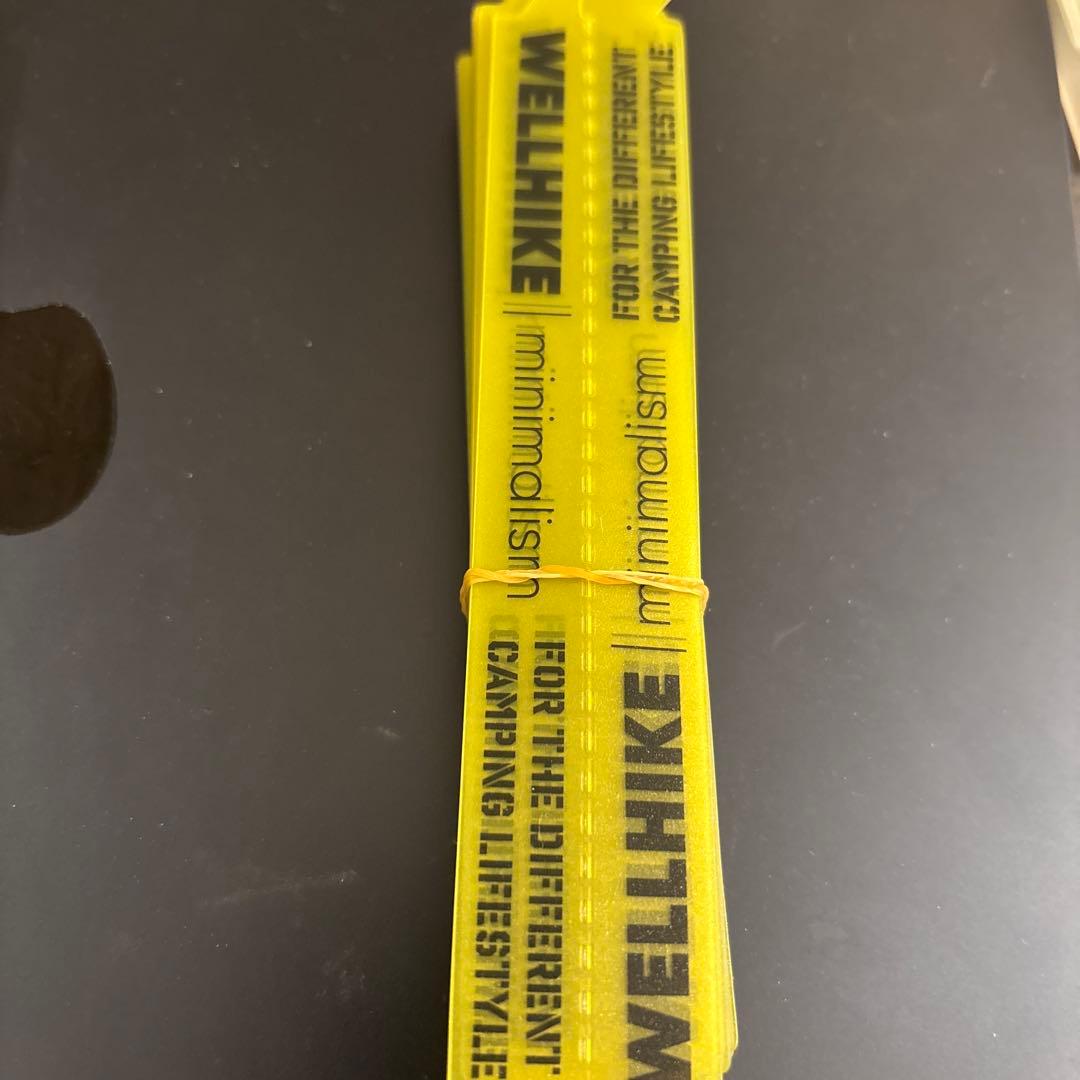 WELLHIKE || minimalism
FOR THE DIFFERENT
CAMPING LIFESTYLE
WELLHIKE || minimalism
FOR THE DIFFERENT
CAMPING LIFESTYLE